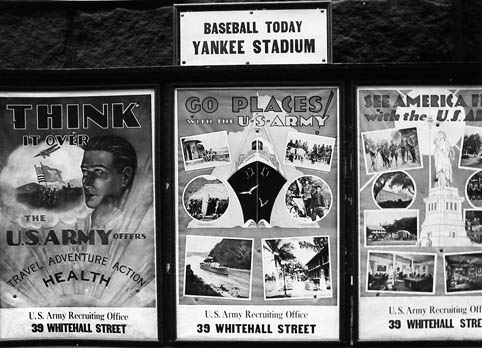 BASEBALL TODAY
YANKEE STADIUM
THINK
IT OVER
THE
U.S. ARMY OFFERS
TRAVEL ADVENTURE ACTION
HEALTH
U. S. Army Recruiting Office
39 WHITEHALL STREET
GO PLACES!
WITH THE U·S·ARMY
U. S. Army Recruiting Office
39 WHITEHALL STREET
SEE AMERICA
with the U.S.
U. S. Army Recruiting Off
39 WHITEHALL STREET